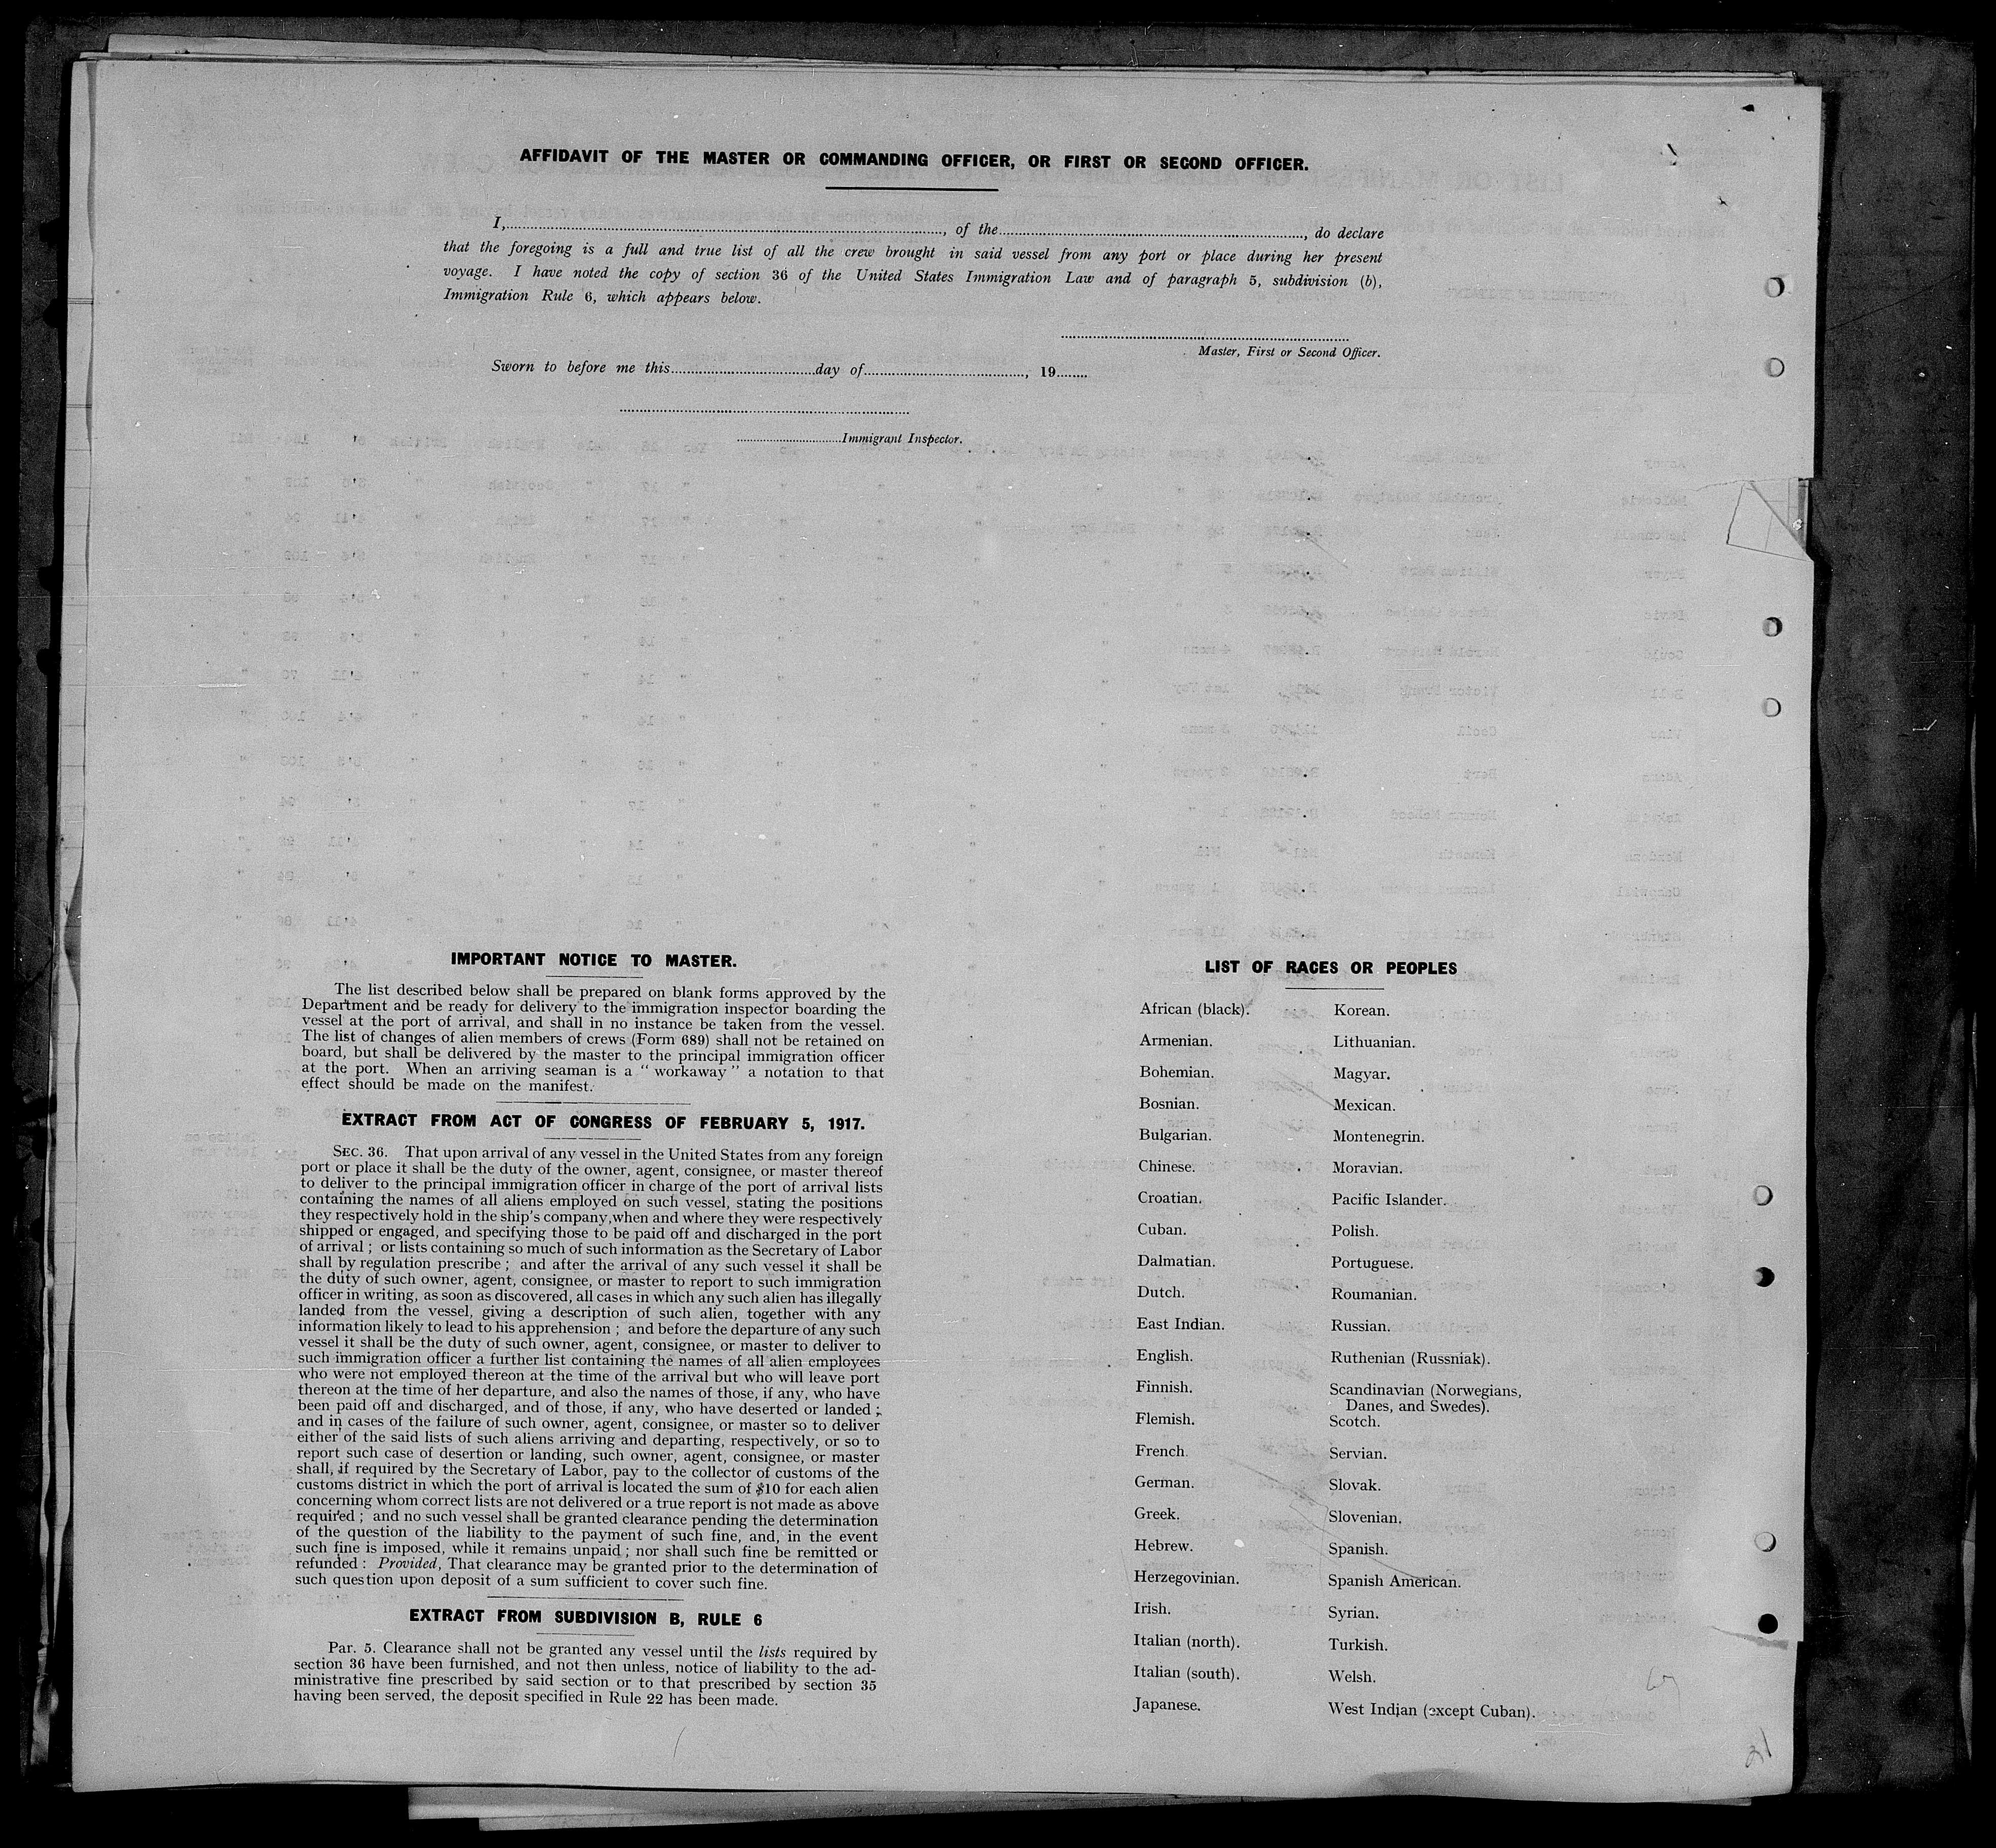 AFFIDAVIT OF THE MASTER OR COMMANDING OFFICER, OR FIRST OR SECOND OFFICER.
I,..............................., of the..............................., do declare
that the foregoing is a full and true list of all the crew brought in said vessel from any port or place during her present
voyage. I have noted the copy of section 36 of the United States Immigration Law and of paragraph 5, subdivision (b),
Immigration Rule 6, which appears below.
Master, First or Second Officer.
Sworn to before me this...............day of..............................., 19........
...............Immigrant Inspector.
IMPORTANT NOTICE TO MASTER.
The list described below shall be prepared on blank forms approved by the
Department and be ready for delivery to the immigration inspector boarding the
vessel at the port of arrival, and shall in no instance be taken from the vessel.
The list of changes of alien members of crews (Form 689) shall not be retained on
board, but shall be delivered by the master to the principal immigration officer
at the port. When an arriving seaman is a "workaway" a notation to that
effect should be made on the manifest.
EXTRACT FROM ACT OF CONGRESS OF FEBRUARY 5, 1917.
SEC. 36. That upon arrival of any vessel in the United States from any foreign
port or place it shall be the duty of the owner, agent, consignee, or master thereof
to deliver to the principal immigration officer in charge of the port of arrival lists
containing the names of all aliens employed on such vessel, stating the positions
they respectively hold in the ship's company, when and where they were respectively
shipped or engaged, and specifying those to be paid off and discharged in the port
of arrival; or lists containing so much of such information as the Secretary of Labor
shall by regulation prescribe; and after the arrival of any such vessel it shall be
the duty of such owner, agent, consignee, or master to report to such immigration
officer in writing, as soon as discovered, all cases in which any such alien has illegally
landed from the vessel, giving a description of such alien, together with any
information likely to lead to his apprehension; and before the departure of any such
vessel it shall be the duty of such owner, agent, consignee, or master to deliver to
such immigration officer a further list containing the names of all alien employees
who were not employed thereon at the time of the arrival but who will leave port
thereon at the time of her departure, and also the names of those, if any, who have
been paid off and discharged, and of those, if any, who have deserted or landed;
and in cases of the failure of such owner, agent, consignee, or master so to deliver
either of the said lists of such aliens arriving and departing, respectively, or so to
report such case of desertion or landing, such owner, agent, consignee, or master
shall, if required by the Secretary of Labor, pay to the collector of customs of the
customs district in which the port of arrival is located the sum of $10 for each alien
concerning whom correct lists are not delivered or a true report is not made as above
required; and no such vessel shall be granted clearance pending the determination
of the question of the liability to the payment of such fine, and, in the event
such fine is imposed, while it remains unpaid; nor shall such fine be remitted or
refunded: Provided, That clearance may be granted prior to the determination of
such question upon deposit of a sum sufficient to cover such fine.
EXTRACT FROM SUBDIVISION B, RULE 6
Par. 5. Clearance shall not be granted any vessel until the lists required by
section 36 have been furnished, and not then unless, notice of liability to the ad-
ministrative fine prescribed by said section or to that prescribed by section 35
having been served, the deposit specified in Rule 22 has been made.
LIST OF RACES OR PEOPLES
African (black).
Armenian.
Bohemian.
Bosnian.
Bulgarian.
Chinese.
Croatian.
Cuban.
Dalmatian.
Dutch.
East Indian.
English.
Finnish.
Flemish.
French.
German.
Greek.
Hebrew.
Herzegovinian.
Irish.
Italian (north).
Italian (south).
Japanese.
Korean.
Lithuanian.
Magyar.
Mexican.
Montenegrin.
Moravian.
Pacific Islander.
Polish.
Portuguese.
Roumanian.
Russian.
Ruthenian (Russniak).
Scandinavian (Norwegians,
Danes, and Swedes).
Scotch.
Servian.
Slovak.
Slovenian.
Spanish.
Spanish American.
Syrian.
Turkish.
Welsh.
West Indian (except Cuban).